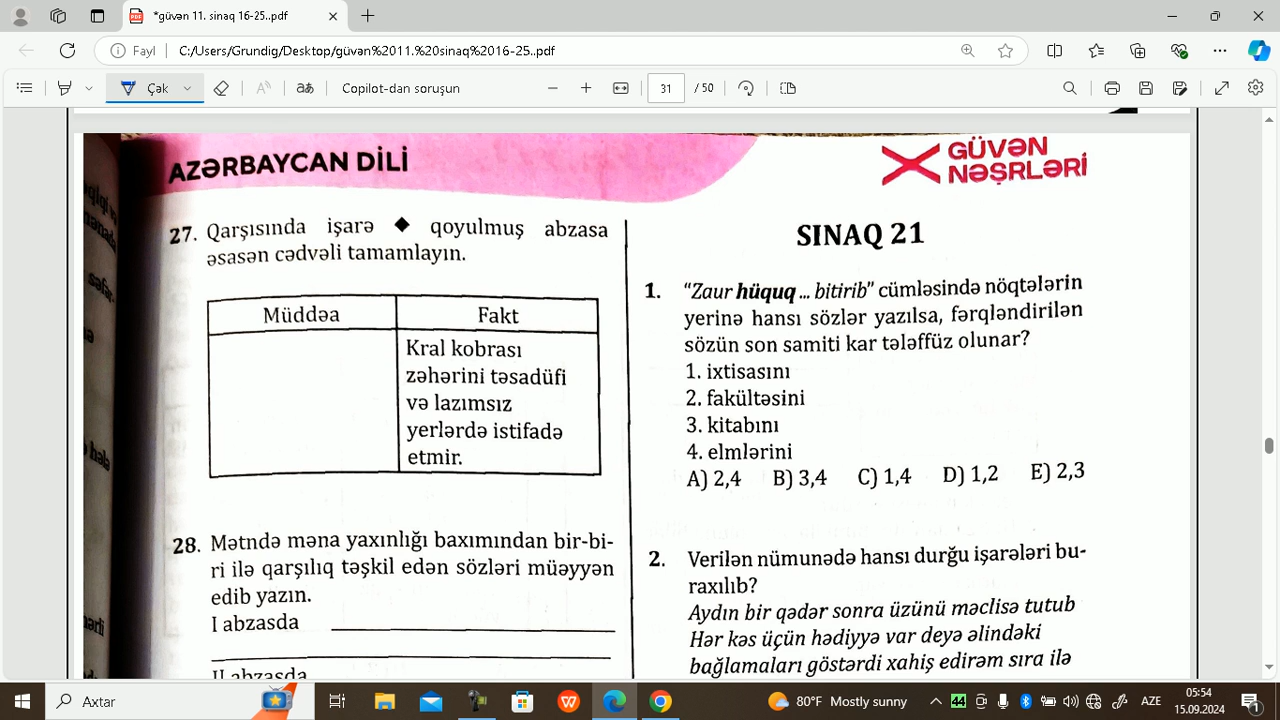 *güvən 11. sinaq 16-25..pdf
Fayl C:/Users/Grundig/Desktop/güvən%2011.%20sinaq%2016-25..pdf
Çək
Copilot-dan soruşun
31 / 50
AZƏRBAYCAN DİLİ
GÜVƏN
NƏŞRLƏRİ
27. Qarşısında işarə ◆ qoyulmuş abzasa
əsasən cədvəli tamamlayın.
Müddəa Fakt
Kral kobrası
zəhərini təsadüfi
və lazımsız
yerlərdə istifadə
etmir.
28. Mətndə məna yaxınlığı baxımından bir-bi-
ri ilə qarşılıq təşkil edən sözləri müəyyən
edib yazın.
I abzasda
II abzasda
SINAQ 21
1. "Zaur hüquq ... bitirib" cümləsində nöqtələrin
yerinə hansı sözlər yazılsa, fərqləndirilən
sözün son samiti kar tələffüz olunar?
1. ixtisasını
2. fakültəsini
3. kitabını
4. elmlərini
A) 2,4 B) 3,4 C) 1,4 D) 1,2 E) 2,3
2. Verilən nümunədə hansı durğu işarələri bu-
raxılıb?
Aydın bir qədər sonra üzünü məclisə tutub
Hər kəs üçün hədiyyə var deyə əlindəki
bağlamaları göstərdi xahiş edirəm sıra ilə
Axtar
80°F Mostly sunny
44
AZE
05:54
15.09.2024